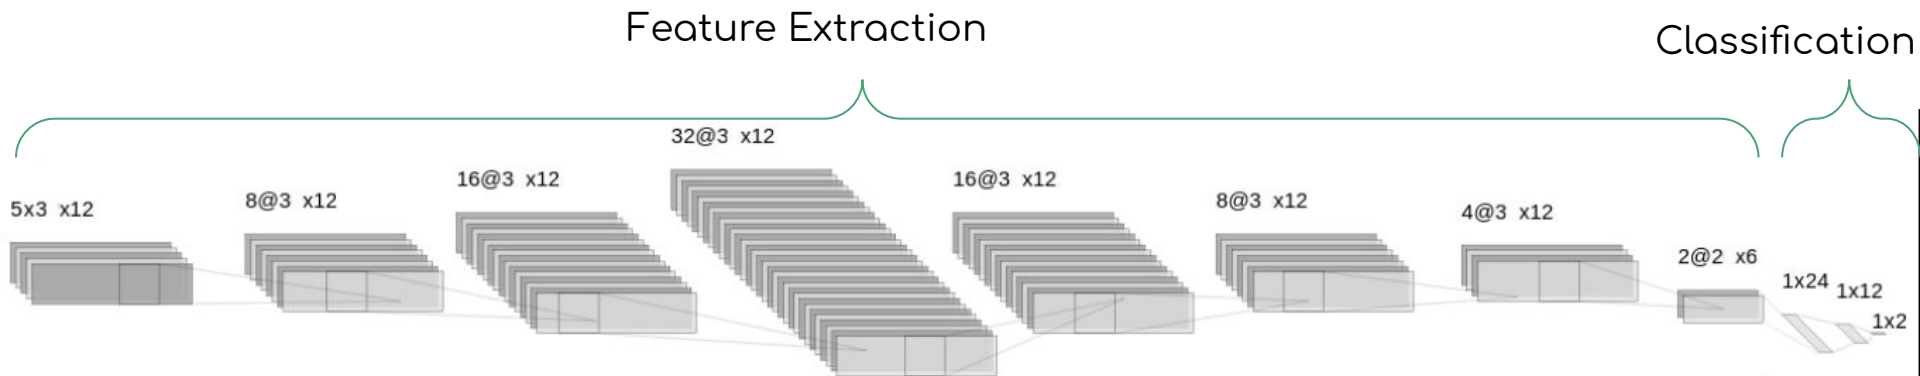 Feature Extraction
Classification
5x3 x12
8@3 x12
16@3 x12
32@3 x12
16@3 x12
8@3 x12
4@3 x12
2@2 x6
1x24
1x12
1x2